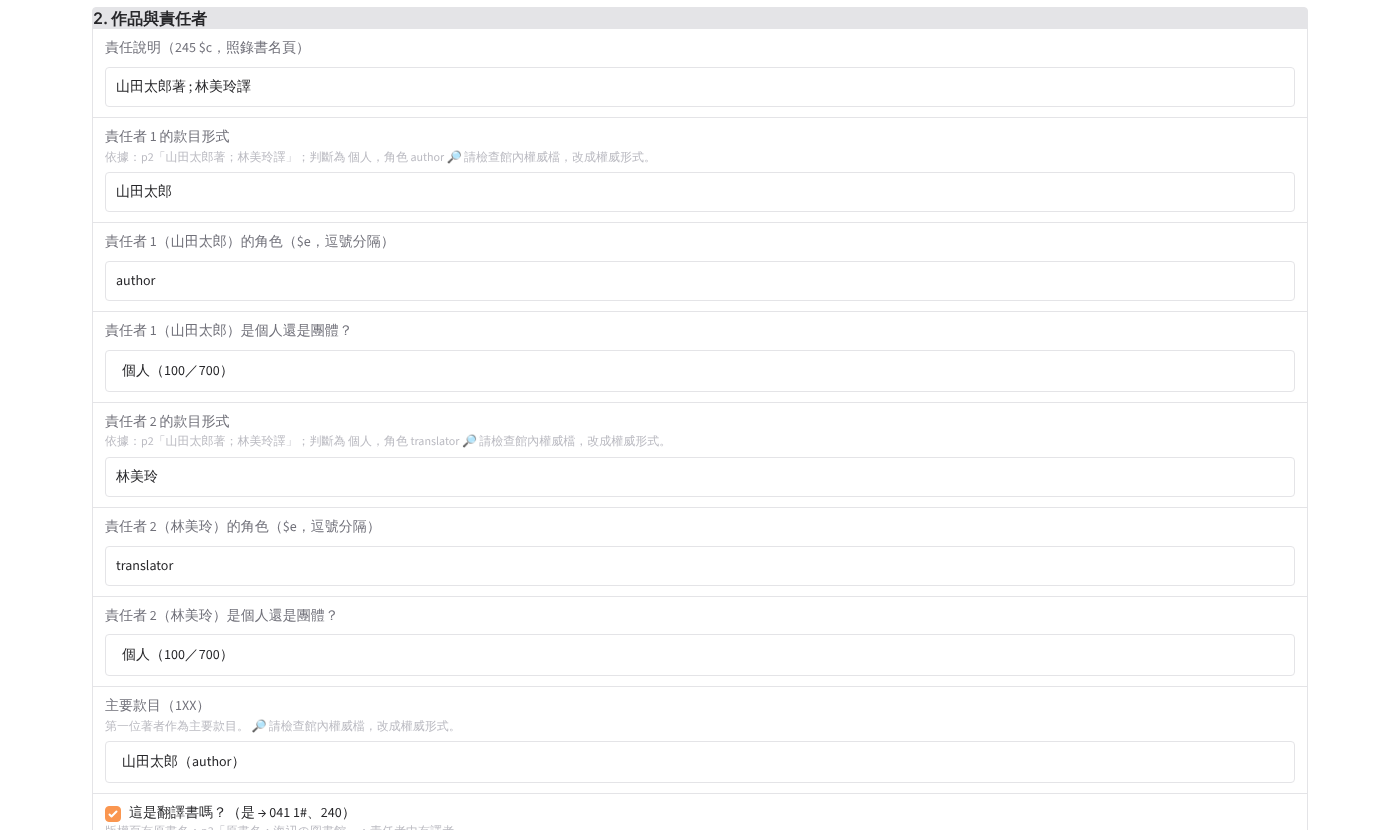 2. 作品與責任者
責任說明（245 $c，照錄書名頁）
山田太郎著 ; 林美玲譯
責任者 1 的款目形式
依據：p2「山田太郎著；林美玲譯」；判斷為 個人，角色 author 🔎 請檢查館內權威檔，改成權威形式。
山田太郎
責任者 1（山田太郎）的角色（$e，逗號分隔）
author
責任者 1（山田太郎）是個人還是團體？
個人（100／700）
責任者 2 的款目形式
依據：p2「山田太郎著；林美玲譯」；判斷為 個人，角色 translator 🔎 請檢查館內權威檔，改成權威形式。
林美玲
責任者 2（林美玲）的角色（$e，逗號分隔）
translator
責任者 2（林美玲）是個人還是團體？
個人（100／700）
主要款目（1XX）
第一位著者作為主要款目。 🔎 請檢查館內權威檔，改成權威形式。
山田太郎（author）
這是翻譯書嗎？（是 → 041 1#、240）